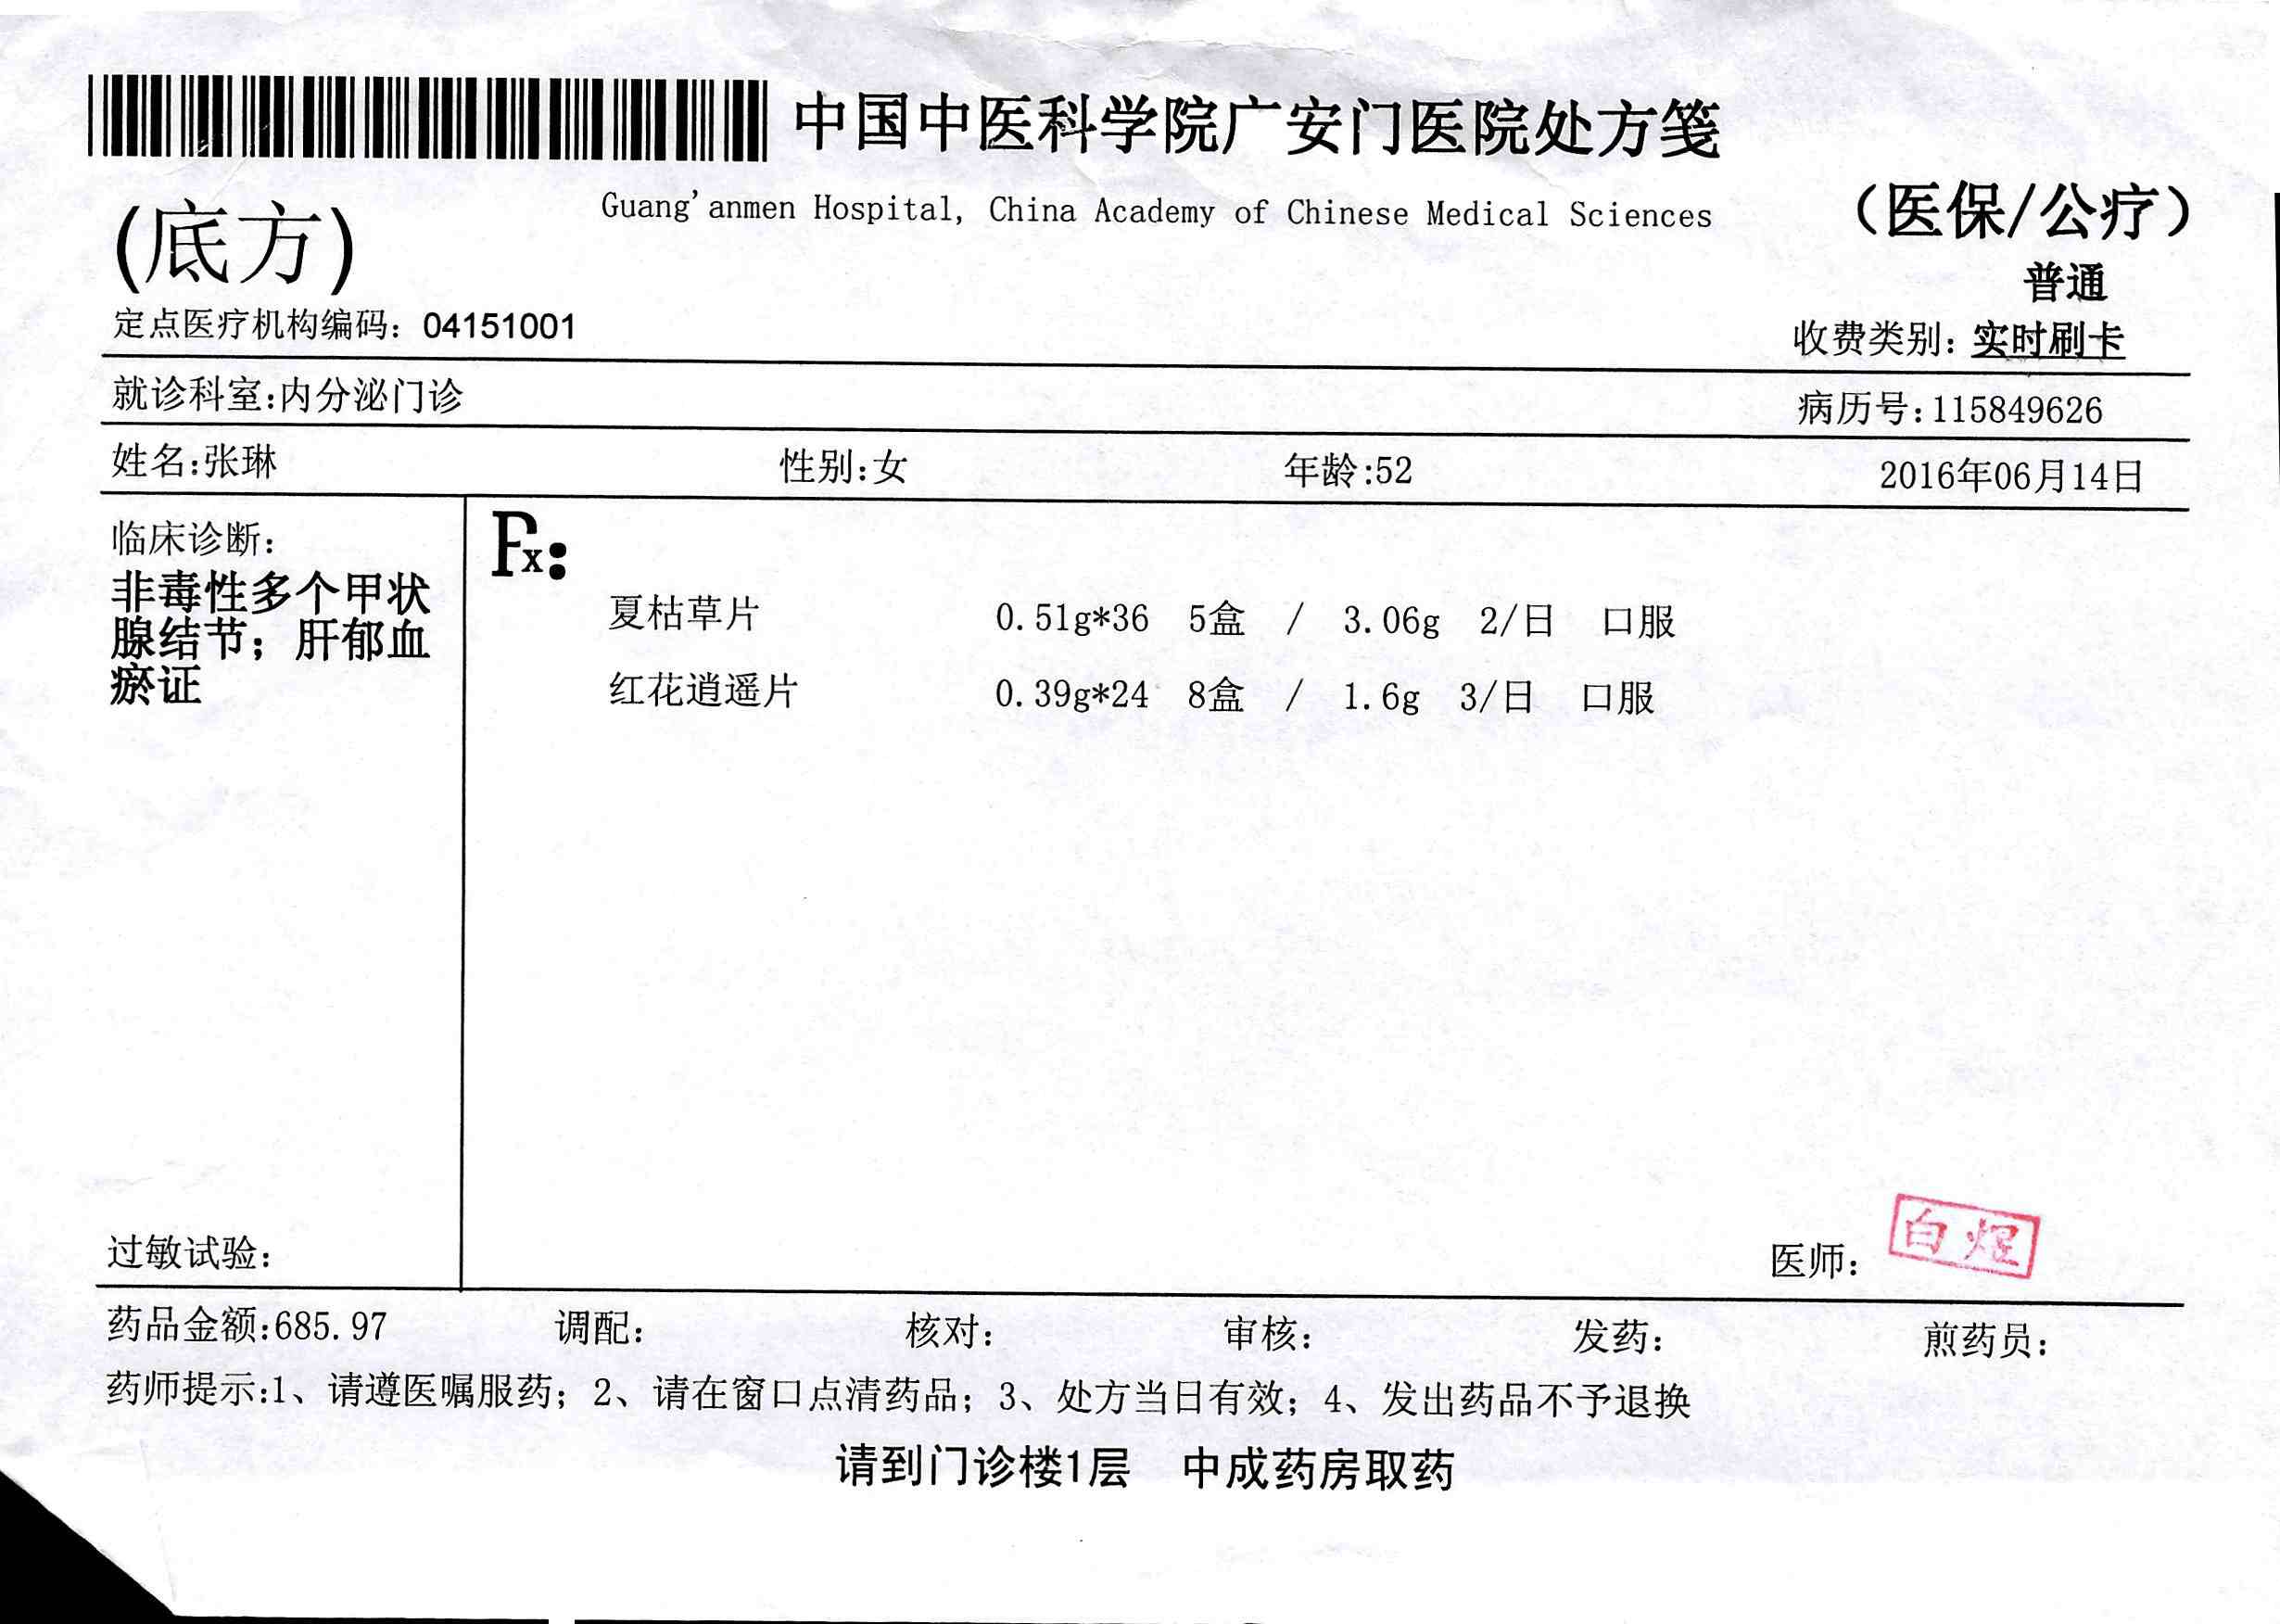 中国中医科学院广安门医院处方笺
Guang'anmen Hospital, China Academy of Chinese Medical Sciences
(医保/公疗)
(底方)
普通
定点医疗机构编码: 04151001
收费类别: 实时刷卡
就诊科室:内分泌门诊 病历号:115849626
姓名:张琳 性别:女 年龄:52 2016年06月14日
临床诊断:
非毒性多个甲状
腺结节; 肝郁血
瘀证
Rx:
夏枯草片 0.51g*36 5盒 / 3.06g 2/日 口服
红花逍遥片 0.39g*24 8盒 / 1.6g 3/日 口服
过敏试验:
医师: 白煜
药品金额:685.97 调配: 核对: 审核: 发药: 煎药员:
药师提示:1、请遵医嘱服药; 2、请在窗口点清药品; 3、处方当日有效; 4、发出药品不予退换
请到门诊楼1层 中成药房取药